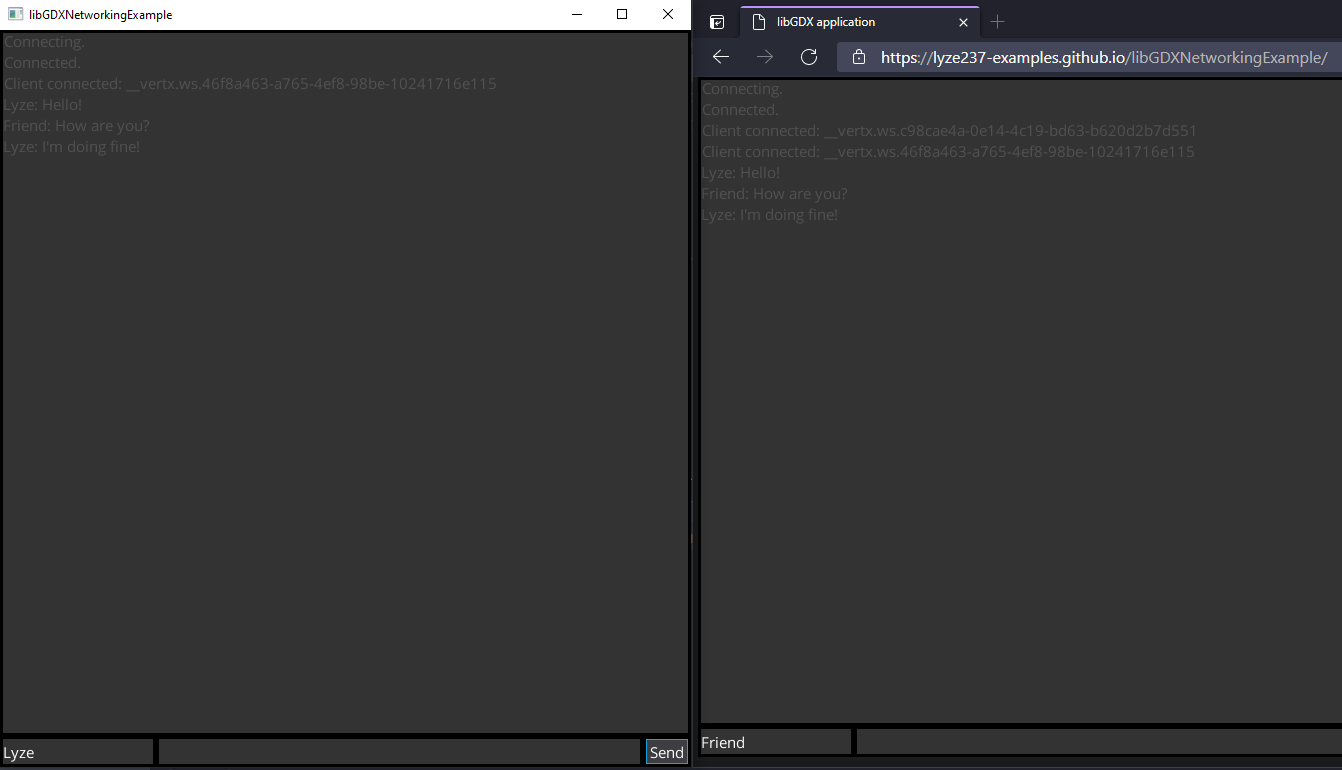 libGDXNetworkingExample
Connecting.
Connected.
Client connected: __vertx.ws.46f8a463-a765-4ef8-98be-10241716e115
Lyze: Hello!
Friend: How are you?
Lyze: I'm doing fine!
Lyze
Send
libGDX application
https://lyze237-examples.github.io/libGDXNetworkingExample/
Connecting.
Connected.
Client connected: __vertx.ws.c98cae4a-0e14-4c19-bd63-b620d2b7d551
Client connected: __vertx.ws.46f8a463-a765-4ef8-98be-10241716e115
Lyze: Hello!
Friend: How are you?
Lyze: I'm doing fine!
Friend